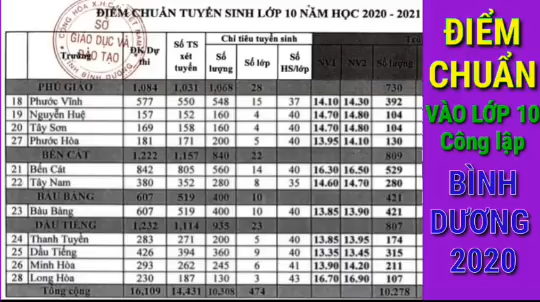 ĐIỂM CHUẨN TUYỂN SINH LỚP 10 NĂM HỌC 2020 - 2021
SỞ
GIÁO DỤC VÀ
ĐÀO TẠO
ĐK/Dự thi Số TS xét tuyển Chỉ tiêu tuyển sinh
Số lượng Số lớp Số HS/lớp NV1 NV2 Số lượng
PHÚ GIÁO 1,084 1,031 1,068 28 730
18 Phước Vĩnh 577 550 548 15 37 14.10 14.30 392
19 Nguyễn Huệ 157 152 160 4 40 14.70 14.80 104
20 Tây Sơn 169 158 160 4 40 14.70 14.80 104
27 Phước Hòa 181 171 200 5 40 13.95 14.10 130
BẾN CÁT 1,222 1,157 840 22 809
21 Bến Cát 842 805 560 14 40 16.30 16.50 529
22 Tây Nam 380 352 280 8 35 14.60 14.70 280
BÀU BÀNG 607 519 400 10 421
23 Bàu Bàng 607 519 400 10 40 13.85 13.90 421
DẦU TIẾNG 1,232 1,114 935 23 807
24 Thanh Tuyền 283 271 200 5 40 13.85 13.95 174
25 Dầu Tiếng 426 394 360 9 40 13.35 13.45 315
26 Minh Hòa 293 262 245 6 41 13.90 14.20 211
28 Long Hòa 230 187 130 3 43 16.70 16.90 107
Tổng cộng 16,109 14,431 10,308 474 10.278
ĐIỂM
CHUẨN
VÀO LỚP 10
Công lập
BÌNH
DƯƠNG
2020